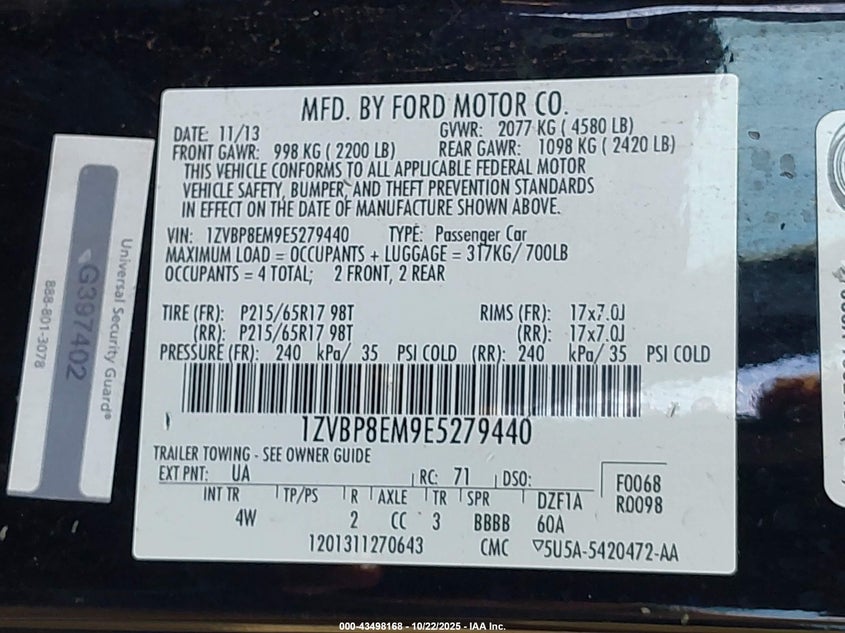 MFD. BY FORD MOTOR CO.
DATE: 11/13 GVWR: 2077 KG ( 4580 LB)
FRONT GAWR: 998 KG ( 2200 LB) REAR GAWR: 1098 KG ( 2420 LB)
THIS VEHICLE CONFORMS TO ALL APPLICABLE FEDERAL MOTOR
VEHICLE SAFETY, BUMPER, AND THEFT PREVENTION STANDARDS
IN EFFECT ON THE DATE OF MANUFACTURE SHOWN ABOVE.
VIN: 1ZVBP8EM9E5279440 TYPE: Passenger Car
MAXIMUM LOAD = OCCUPANTS + LUGGAGE = 317KG/ 700LB
OCCUPANTS = 4 TOTAL; 2 FRONT, 2 REAR
TIRE (FR): P215/65R17 98T RIMS (FR): 17x7.0J
(RR): P215/65R17 98T (RR): 17x7.0J
PRESSURE (FR): 240 kPa/ 35 PSI COLD (RR): 240 kPa/ 35 PSI COLD
1ZVBP8EM9E5279440
TRAILER TOWING - SEE OWNER GUIDE
EXT PNT: UA RC: 71 DSO: F0068
R0098
INT TR TP/PS R AXLE TR SPR DZF1A
4W 2 CC 3 BBBB 60A
1201311270643 CMC ▽5U5A-5420472-AA
Universal Security Guard®
G397402
888-801-3078
000-43498168 - 10/22/2025 - IAA Inc.